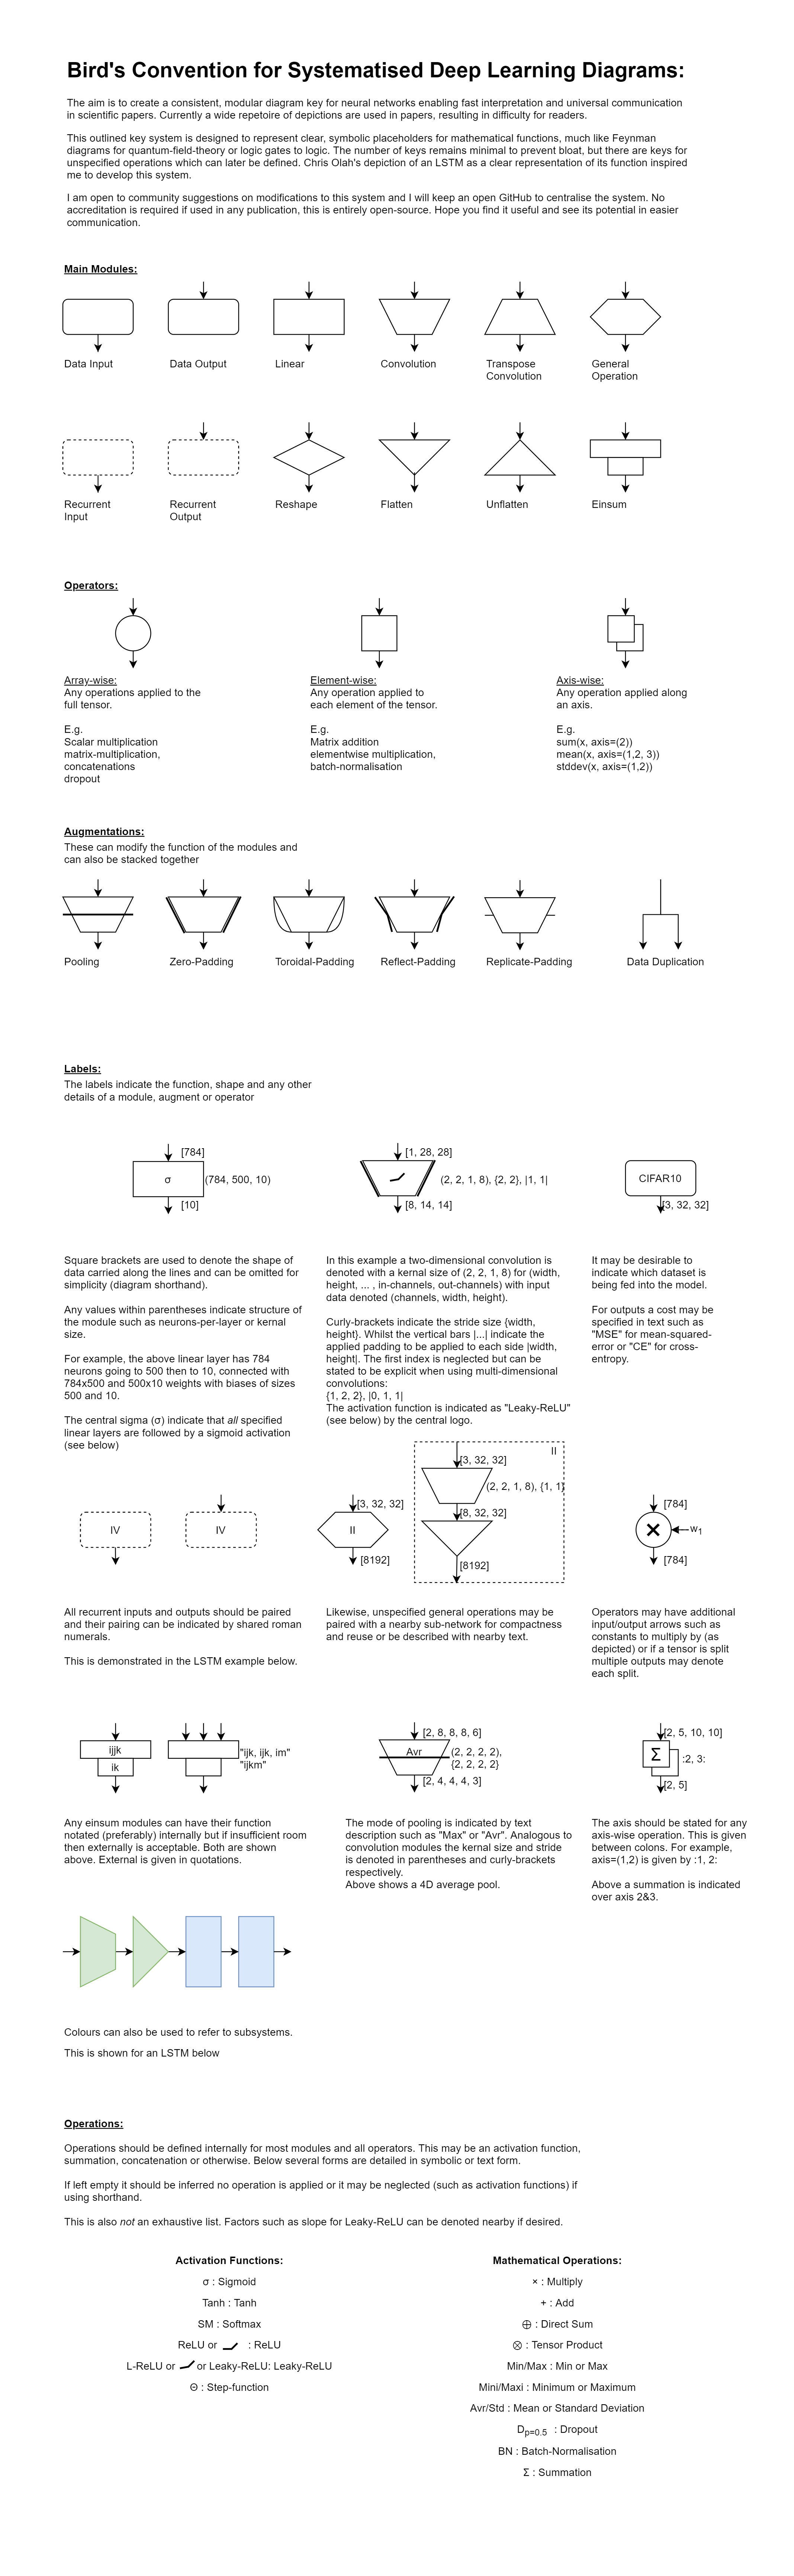 Bird's Convention for Systematised Deep Learning Diagrams:
The aim is to create a consistent, modular diagram key for neural networks enabling fast interpretation and universal communication
in scientific papers. Currently a wide repetoire of depictions are used in papers, resulting in difficulty for readers.
This outlined key system is designed to represent clear, symbolic placeholders for mathematical functions, much like Feynman
diagrams for quantum-field-theory or logic gates to logic. The number of keys remains minimal to prevent bloat, but there are keys for
unspecified operations which can later be defined. Chris Olah's depiction of an LSTM as a clear representation of its function inspired
me to develop this system.
I am open to community suggestions on modifications to this system and I will keep an open GitHub to centralise the system. No
accreditation is required if used in any publication, this is entirely open-source. Hope you find it useful and see its potential in easier
communication.
Main Modules:
Data Input
Data Output
Linear
Convolution
Transpose
Convolution
General
Operation
Recurrent
Input
Recurrent
Output
Reshape
Flatten
Unflatten
Einsum
Operators:
Array-wise:
Any operations applied to the
full tensor.
E.g.
Scalar multiplication
matrix-multiplication,
concatenations
dropout
Element-wise:
Any operation applied to
each element of the tensor.
E.g.
Matrix addition
elementwise multiplication,
batch-normalisation
Axis-wise:
Any operation applied along
an axis.
E.g.
sum(x, axis=(2))
mean(x, axis=(1,2, 3))
stddev(x, axis=(1,2))
Augmentations:
These can modify the function of the modules and
can also be stacked together
Pooling
Zero-Padding
Toroidal-Padding
Reflect-Padding
Replicate-Padding
Data Duplication
Labels:
The labels indicate the function, shape and any other
details of a module, augment or operator
[784]
σ
(784, 500, 10)
[10]
[1, 28, 28]
(2, 2, 1, 8), {2, 2}, |1, 1|
[8, 14, 14]
CIFAR10
[3, 32, 32]
Square brackets are used to denote the shape of
data carried along the lines and can be omitted for
simplicity (diagram shorthand).
Any values within parentheses indicate structure of
the module such as neurons-per-layer or kernal
size.
For example, the above linear layer has 784
neurons going to 500 then to 10, connected with
784x500 and 500x10 weights with biases of sizes
500 and 10.
The central sigma (σ) indicate that all specified
linear layers are followed by a sigmoid activation
(see below)
In this example a two-dimensional convolution is
denoted with a kernal size of (2, 2, 1, 8) for (width,
height, ... , in-channels, out-channels) with input
data denoted (channels, width, height).
Curly-brackets indicate the stride size {width,
height}. Whilst the vertical bars |...| indicate the
applied padding to be applied to each side |width,
height|. The first index is neglected but can be
stated to be explicit when using multi-dimensional
convolutions:
{1, 2, 2}, |0, 1, 1|
The activation function is indicated as "Leaky-ReLU"
(see below) by the central logo.
It may be desirable to
indicate which dataset is
being fed into the model.
For outputs a cost may be
specified in text such as
"MSE" for mean-squared-
error or "CE" for cross-
entropy.
IV
IV
[3, 32, 32]
II
[8192]
II
[3, 32, 32]
(2, 2, 1, 8), {1, 1}
[8, 32, 32]
[8192]
[784]
w1
[784]
All recurrent inputs and outputs should be paired
and their pairing can be indicated by shared roman
numerals.
This is demonstrated in the LSTM example below.
Likewise, unspecified general operations may be
paired with a nearby sub-network for compactness
and reuse or be described with nearby text.
Operators may have additional
input/output arrows such as
constants to multiply by (as
depicted) or if a tensor is split
multiple outputs may denote
each split.
ijjk
ik
"ijk, ijk, im"
"ijkm"
[2, 8, 8, 8, 6]
Avr
(2, 2, 2, 2),
{2, 2, 2, 2}
[2, 4, 4, 4, 3]
[2, 5, 10, 10]
Σ
:2, 3:
[2, 5]
Any einsum modules can have their function
notated (preferably) internally but if insufficient room
then externally is acceptable. Both are shown
above. External is given in quotations.
The mode of pooling is indicated by text
description such as "Max" or "Avr". Analogous to
convolution modules the kernal size and stride
is denoted in parentheses and curly-brackets
respectively.
Above shows a 4D average pool.
The axis should be stated for any
axis-wise operation. This is given
between colons. For example,
axis=(1,2) is given by :1, 2:
Above a summation is indicated
over axis 2&3.
Colours can also be used to refer to subsystems.
This is shown for an LSTM below
Operations:
Operations should be defined internally for most modules and all operators. This may be an activation function,
summation, concatenation or otherwise. Below several forms are detailed in symbolic or text form.
If left empty it should be inferred no operation is applied or it may be neglected (such as activation functions) if
using shorthand.
This is also not an exhaustive list. Factors such as slope for Leaky-ReLU can be denoted nearby if desired.
Activation Functions:
σ : Sigmoid
Tanh : Tanh
SM : Softmax
ReLU or : ReLU
L-ReLU or or Leaky-ReLU: Leaky-ReLU
Θ : Step-function
Mathematical Operations:
× : Multiply
+ : Add
⊕ : Direct Sum
⊗ : Tensor Product
Min/Max : Min or Max
Mini/Maxi : Minimum or Maximum
Avr/Std : Mean or Standard Deviation
Dp=0.5 : Dropout
BN : Batch-Normalisation
Σ : Summation